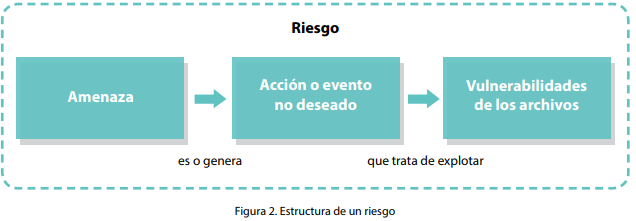 Riesgo
Amenaza
Acción o evento
no deseado
Vulnerabilidades
de los archivos
es o genera
que trata de explotar
Figura 2. Estructura de un riesgo